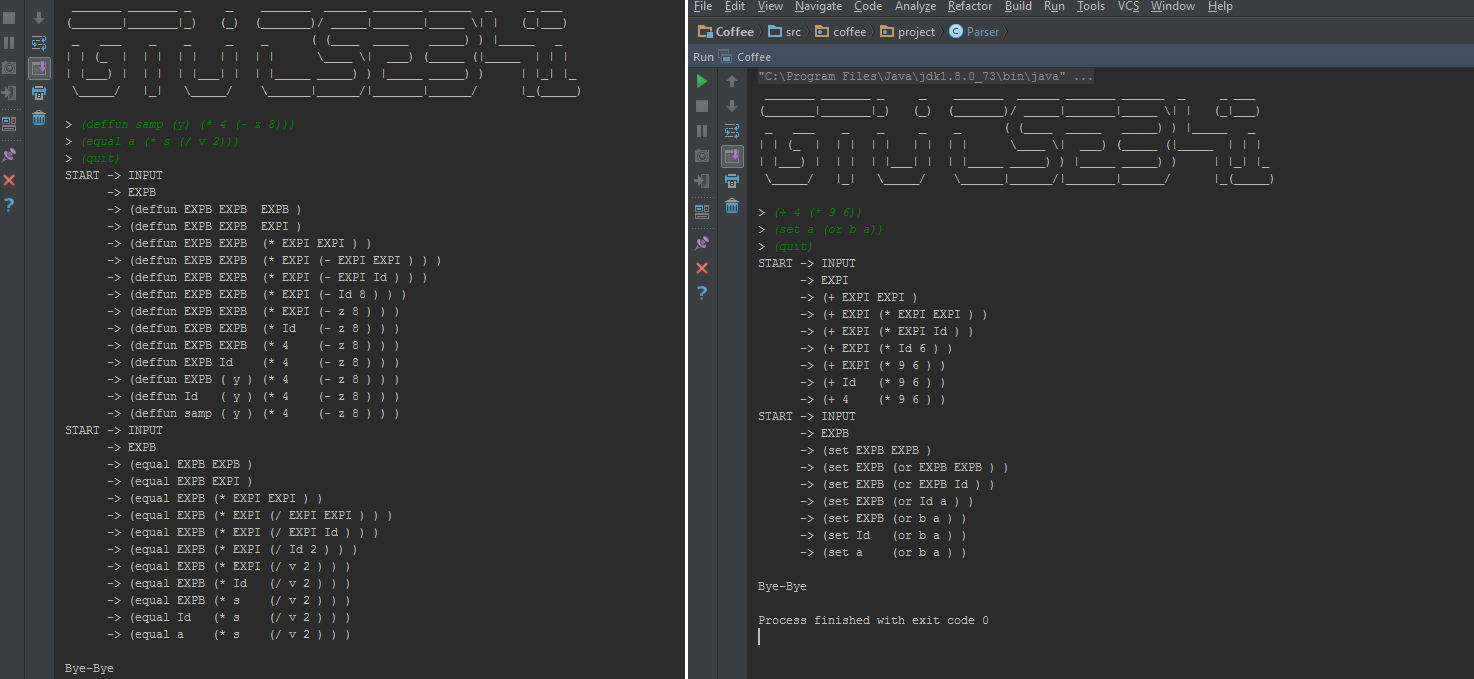 > (deffun samp (y) (* 4 (- z 8)))
> (equal a (* s (/ v 2)))
> (quit)
START -> INPUT
-> EXPB
-> (deffun EXPB EXPB  EXPB )
-> (deffun EXPB EXPB  EXPI )
-> (deffun EXPB EXPB  (* EXPI EXPI ) )
-> (deffun EXPB EXPB  (* EXPI (- EXPI EXPI ) ) )
-> (deffun EXPB EXPB  (* EXPI (- EXPI Id ) ) )
-> (deffun EXPB EXPB  (* EXPI (- Id 8 ) ) )
-> (deffun EXPB EXPB  (* EXPI (- z 8 ) ) )
-> (deffun EXPB EXPB  (* Id   (- z 8 ) ) )
-> (deffun EXPB EXPB  (* 4    (- z 8 ) ) )
-> (deffun EXPB Id    (* 4    (- z 8 ) ) )
-> (deffun EXPB ( y ) (* 4    (- z 8 ) ) )
-> (deffun Id   ( y ) (* 4    (- z 8 ) ) )
-> (deffun samp ( y ) (* 4    (- z 8 ) ) )
START -> INPUT
-> EXPB
-> (equal EXPB EXPB )
-> (equal EXPB EXPI )
-> (equal EXPB (* EXPI EXPI ) )
-> (equal EXPB (* EXPI (/ EXPI EXPI ) ) )
-> (equal EXPB (* EXPI (/ EXPI Id ) ) )
-> (equal EXPB (* EXPI (/ Id 2 ) ) )
-> (equal EXPB (* EXPI (/ v 2 ) ) )
-> (equal EXPB (* Id   (/ v 2 ) ) )
-> (equal EXPB (* s    (/ v 2 ) ) )
-> (equal Id   (* s    (/ v 2 ) ) )
-> (equal a    (* s    (/ v 2 ) ) )
Bye-Bye
File Edit View Navigate Code Analyze Refactor Build Run Tools VCS Window Help
Coffee src coffee project Parser
Run Coffee
"C:\Program Files\Java\jdk1.8.0_73\bin\java" ...
> (+ 4 (* 9 6))
> (set a (or b a))
> (quit)
START -> INPUT
-> EXPI
-> (+ EXPI EXPI )
-> (+ EXPI (* EXPI EXPI ) )
-> (+ EXPI (* EXPI Id ) )
-> (+ EXPI (* Id 6 ) )
-> (+ EXPI (* 9 6 ) )
-> (+ Id   (* 9 6 ) )
-> (+ 4    (* 9 6 ) )
START -> INPUT
-> EXPB
-> (set EXPB EXPB )
-> (set EXPB (or EXPB EXPB ) )
-> (set EXPB (or EXPB Id ) )
-> (set EXPB (or Id a ) )
-> (set EXPB (or b a ) )
-> (set Id   (or b a ) )
-> (set a    (or b a ) )
Bye-Bye
Process finished with exit code 0